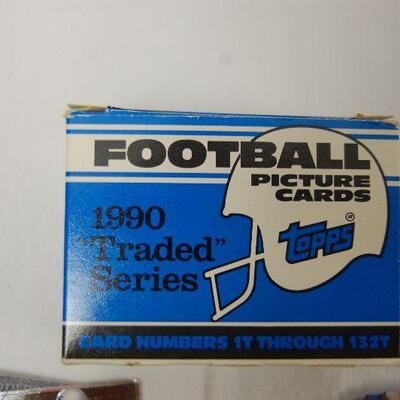 FOOTBALL
PICTURE
CARDS
1990
"Traded"
Series
topps®
CARD NUMBERS 1T THROUGH 132T